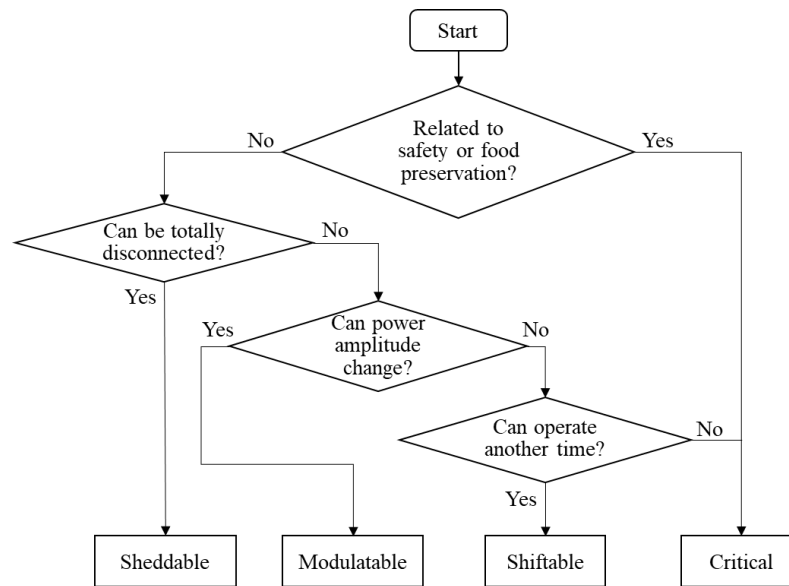 Start
Related to
safety or food
preservation?
No
Yes
Can be totally
disconnected?
No
Yes
Can power
amplitude
change?
Yes
No
Can operate
another time?
No
Yes
Sheddable
Modulatable
Shiftable
Critical